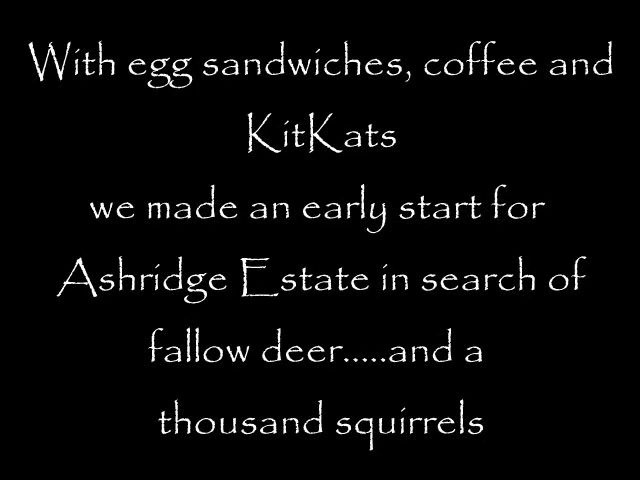 With egg sandwiches, coffee and
KitKats
we made an early start for
Ashridge Estate in search of
fallow deer.....and a
thousand squirrels